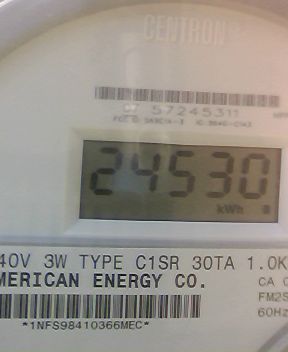 CENTRON®
57245311
24530
kWh
40V 3W TYPE C1SR 30TA 1.0K
MERICAN ENERGY CO.
CA
FM2S
60Hz
*1NFS98410366MEC*